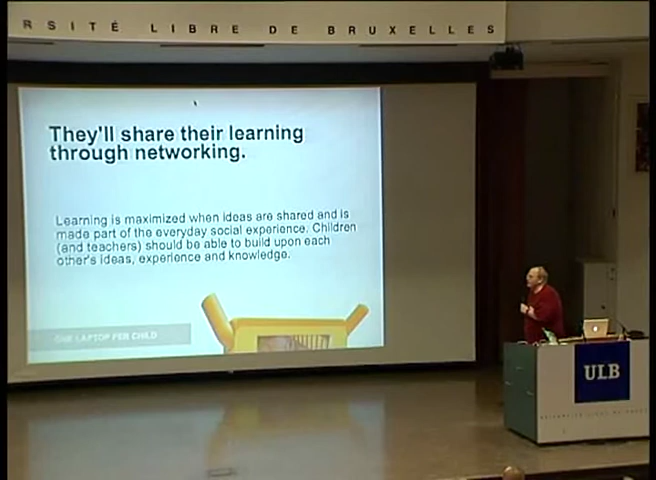 RSITÉ LIBRE DE BRUXELLES
They'll share their learning
through networking.
Learning is maximized when ideas are shared and is
made part of the everyday social experience. Children
(and teachers) should be able to build upon each
other's ideas, experience and knowledge.
ONE LAPTOP PER CHILD
ULB